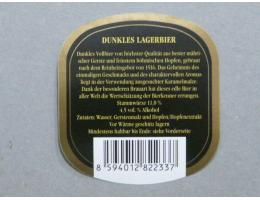 DUNKLES LAGERBIER
Dunkles Vollbier von höchster Qualität aus bester mähri-
scher Gerste und feinstem böhmischen Hopfen, gebraut
nach dem Reinheitsgebot von 1516. Das Geheimnis des
einmaligen Geschmacks und des charaktervollen Aromas
liegt in der Verwendung ausgesuchter Karamelmalze.
Dank der besonderen Brauart hat dieses edle Bier in
aller Welt die Wertschätzung der Bierkenner errungen.
Stammwürze 11,0 %
4,5 vol. % Alkohol
Zutaten: Wasser, Gerstenmalz und Hopfen/Hopfenextrakt
Vor Wärme geschützt lagern
Mindestens haltbar bis Ende: siehe Vorderseite
8 594012 822337